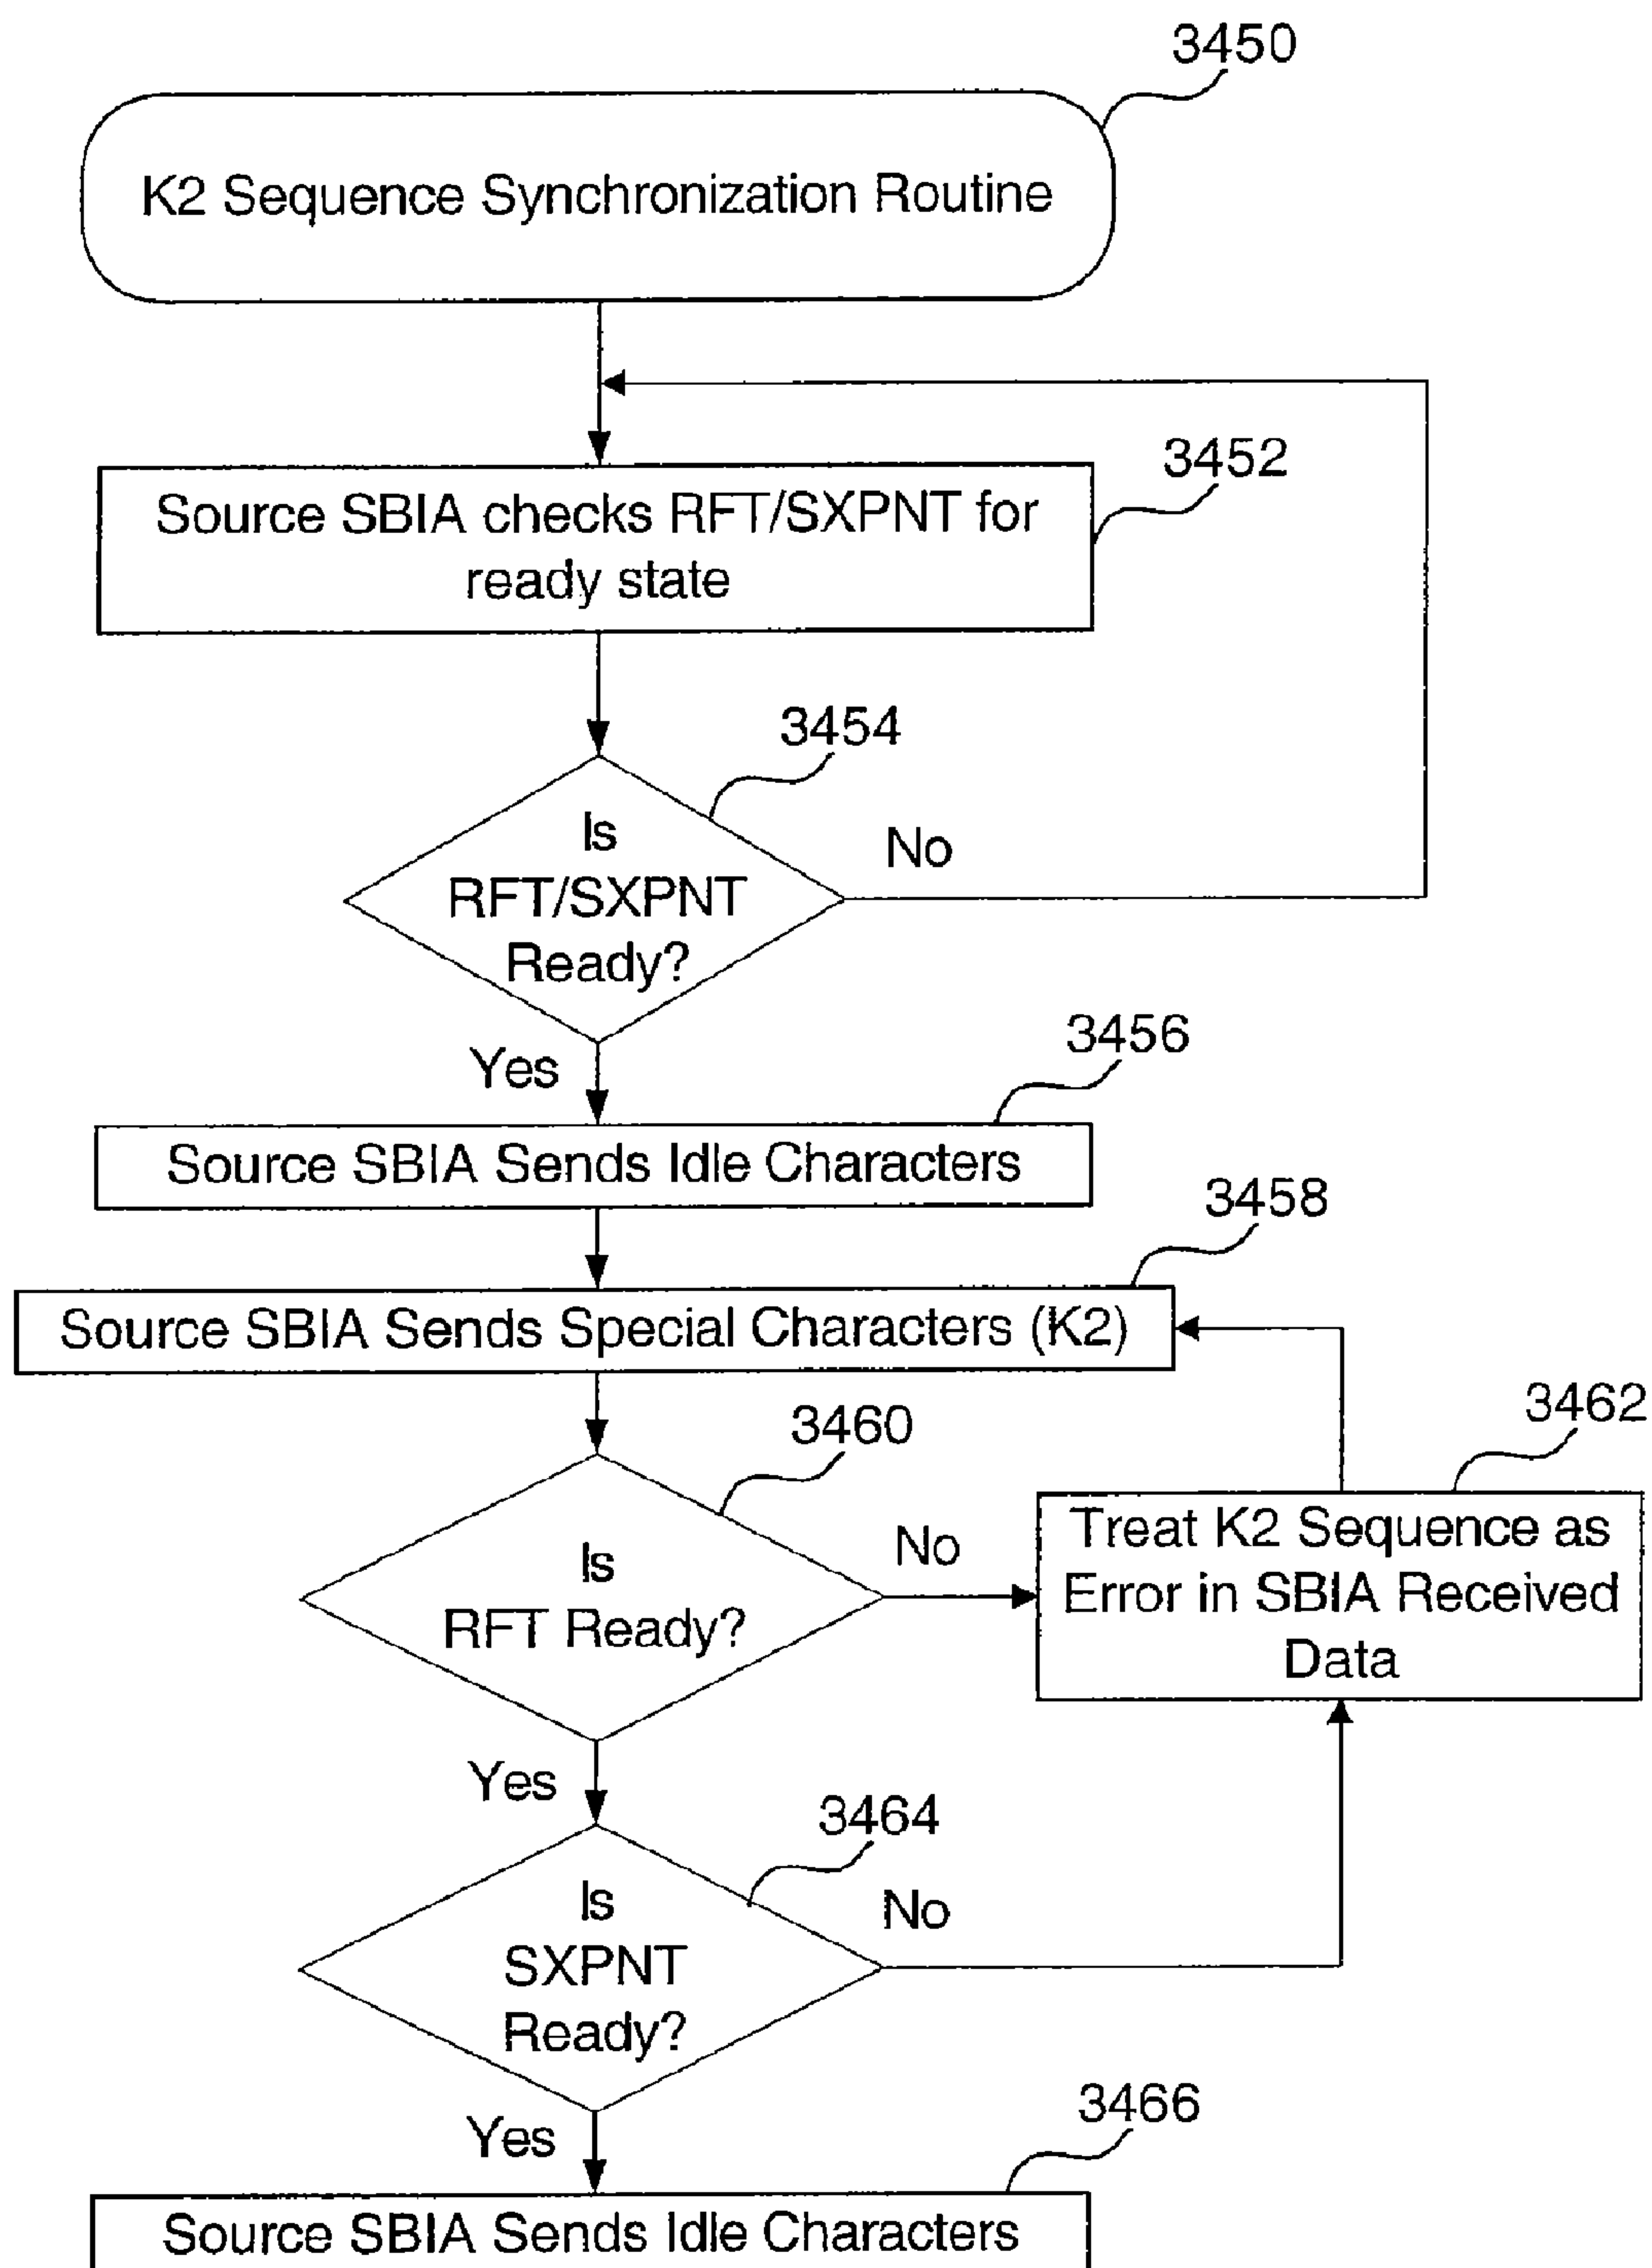 3450
K2 Sequence Synchronization Routine
3452
Source SBIA checks RFT/SXPNT for
ready state
3454
Is
RFT/SXPNT
Ready?
No
Yes
3456
Source SBIA Sends Idle Characters
3458
Source SBIA Sends Special Characters (K2)
3460
3462
Is
RFT Ready?
No
Treat K2 Sequence as
Error in SBIA Received
Data
Yes
3464
Is
SXPNT
Ready?
No
Yes
3466
Source SBIA Sends Idle Characters